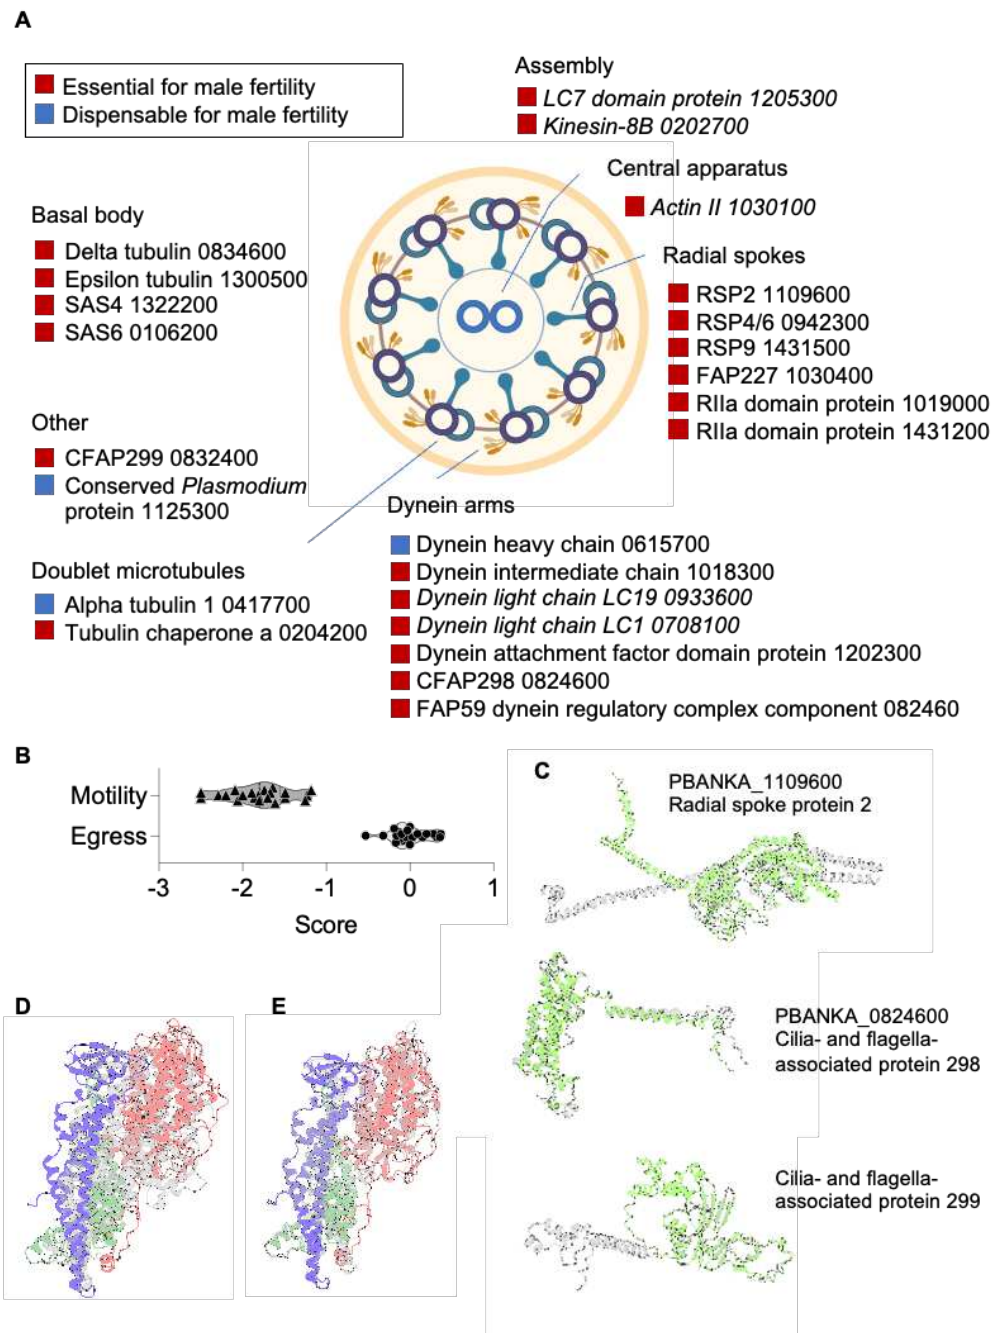 A
Essential for male fertility
Dispensable for male fertility
Assembly
LC7 domain protein 1205300
Kinesin-8B 0202700
Central apparatus
Actin II 1030100
Basal body
Delta tubulin 0834600
Epsilon tubulin 1300500
SAS4 1322200
SAS6 0106200
Radial spokes
RSP2 1109600
RSP4/6 0942300
RSP9 1431500
FAP227 1030400
RIIa domain protein 1019000
RIIa domain protein 1431200
Other
CFAP299 0832400
Conserved Plasmodium
protein 1125300
Doublet microtubules
Alpha tubulin 1 0417700
Tubulin chaperone a 0204200
Dynein arms
Dynein heavy chain 0615700
Dynein intermediate chain 1018300
Dynein light chain LC19 0933600
Dynein light chain LC1 0708100
Dynein attachment factor domain protein 1202300
CFAP298 0824600
FAP59 dynein regulatory complex component 082460
B
Motility
Egress
-3 -2 -1 0 1
Score
C
PBANKA_1109600
Radial spoke protein 2
PBANKA_0824600
Cilia- and flagella-
associated protein 298
Cilia- and flagella-
associated protein 299
D
E